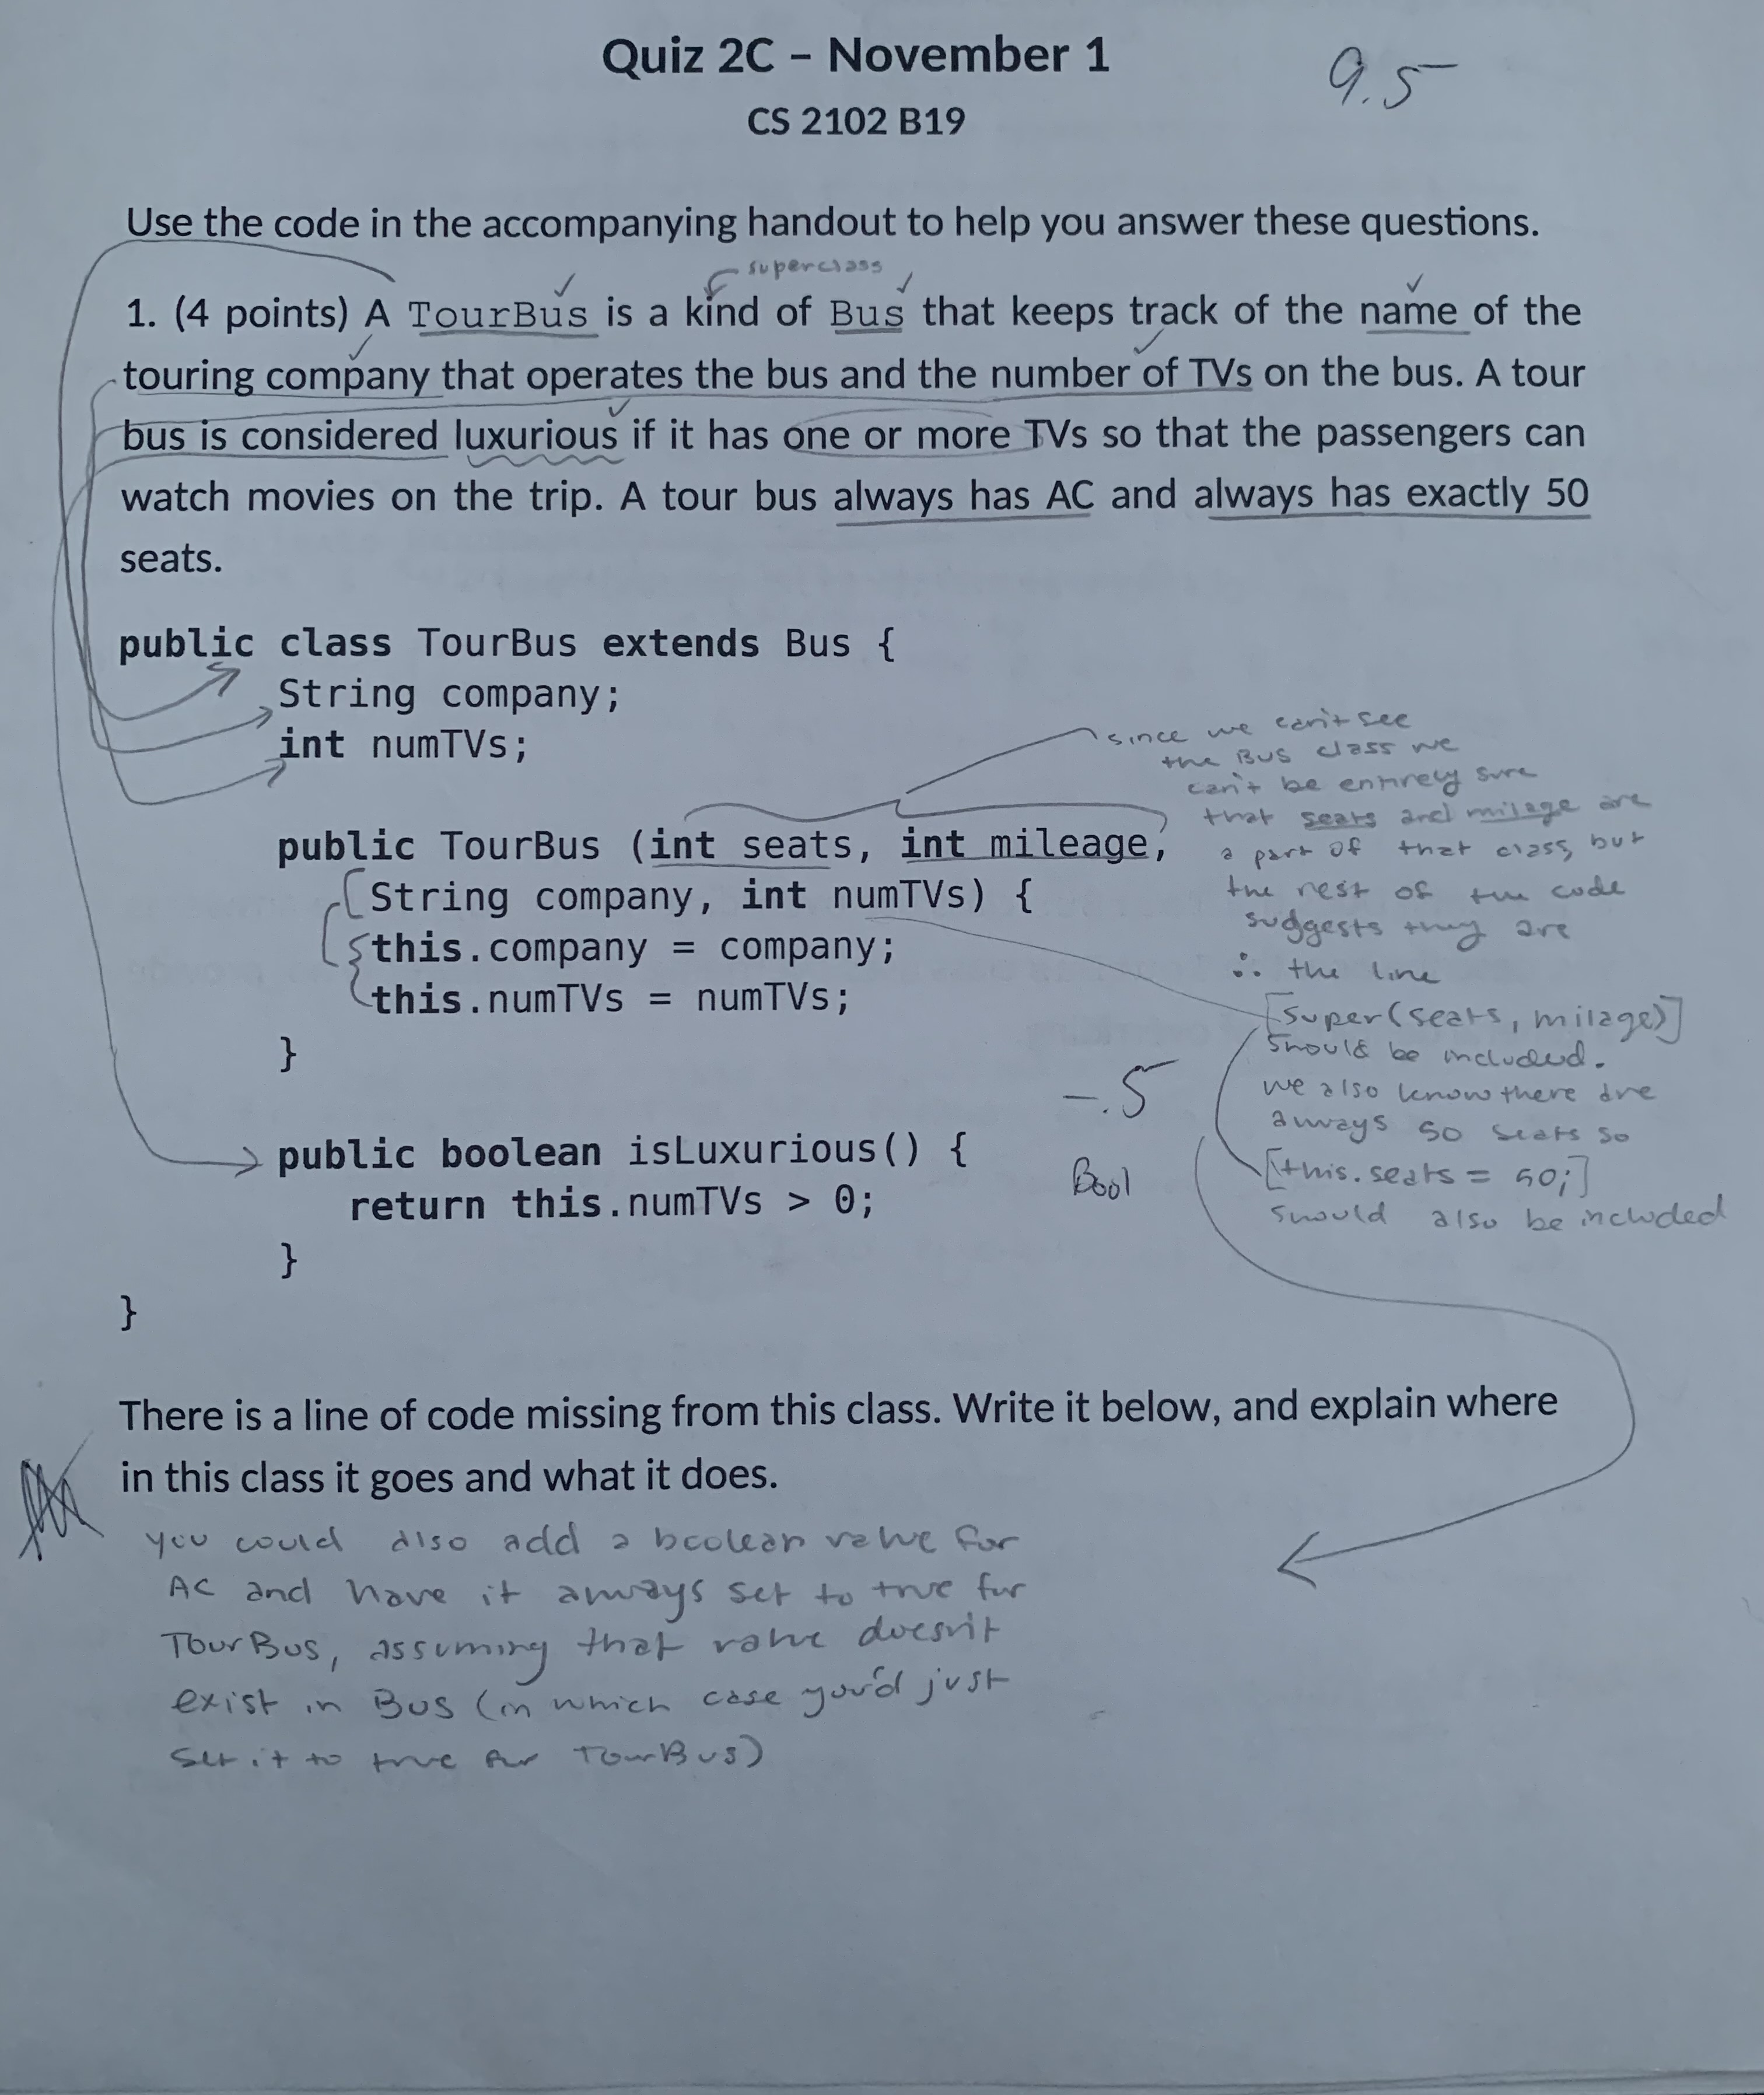 Quiz 2C – November 1
9.5
CS 2102 B19
Use the code in the accompanying handout to help you answer these questions.
superclass
1. (4 points) A TourBus is a kind of Bus that keeps track of the name of the
touring company that operates the bus and the number of TVs on the bus. A tour
bus is considered luxurious if it has one or more TVs so that the passengers can
watch movies on the trip. A tour bus always has AC and always has exactly 50
seats.
public class TourBus extends Bus {
String company;
int numTVs;
public TourBus (int seats, int mileage,
String company, int numTVs) {
this.company = company;
this.numTVs = numTVs;
}
public boolean isLuxurious() {
return this.numTVs > 0;
}
}
since we can't see
the Bus class we
can't be entirely sure
that seats and milage are
a part of that class, but
the rest of the code
suggests they are
∴ the line
[super(seats, milage)]
should be included.
we also know there are
always 50 seats so
[this.seats = 50;]
should also be included
-.5
Bool
There is a line of code missing from this class. Write it below, and explain where
in this class it goes and what it does.
you could also add a boolean value for
AC and have it always set to true for
TourBus, assuming that value doesn't
exist in Bus (in which case you'd just
set it to true for TourBus)